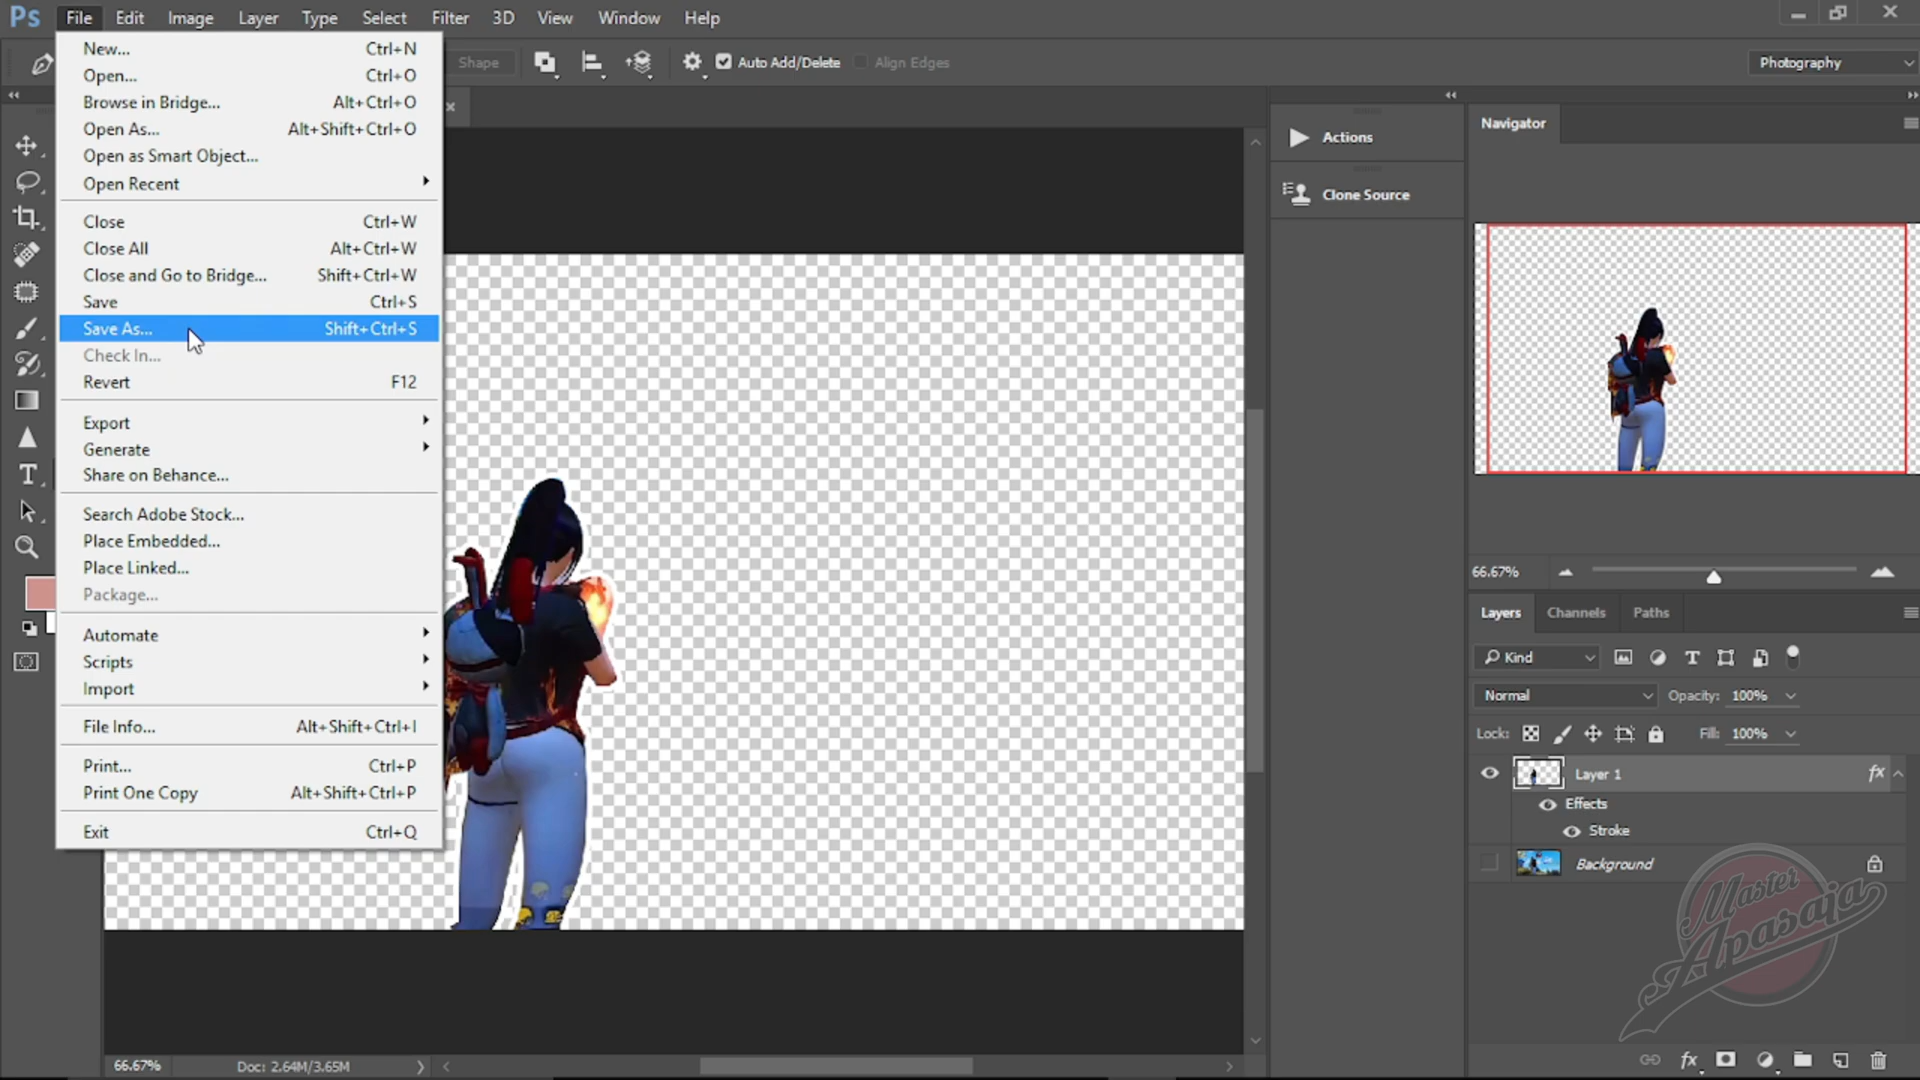 Ps File Edit Image Layer Type Select Filter 3D View Window Help
Shape Auto Add/Delete Align Edges Photography
New... Ctrl+N
Open... Ctrl+O
Browse in Bridge... Alt+Ctrl+O
Open As... Alt+Shift+Ctrl+O
Open as Smart Object...
Open Recent
Close Ctrl+W
Close All Alt+Ctrl+W
Close and Go to Bridge... Shift+Ctrl+W
Save Ctrl+S
Save As... Shift+Ctrl+S
Check In...
Revert F12
Export
Generate
Share on Behance...
Search Adobe Stock...
Place Embedded...
Place Linked...
Package...
Automate
Scripts
Import
File Info... Alt+Shift+Ctrl+I
Print... Ctrl+P
Print One Copy Alt+Shift+Ctrl+P
Exit Ctrl+Q
Actions
Clone Source
Navigator
66.67%
Layers Channels Paths
Kind
Normal Opacity: 100%
Lock: Fill: 100%
Layer 1 fx
Effects
Stroke
Background
Master
Apasaja
fx
66.67% Doc: 2.64M/3.65M